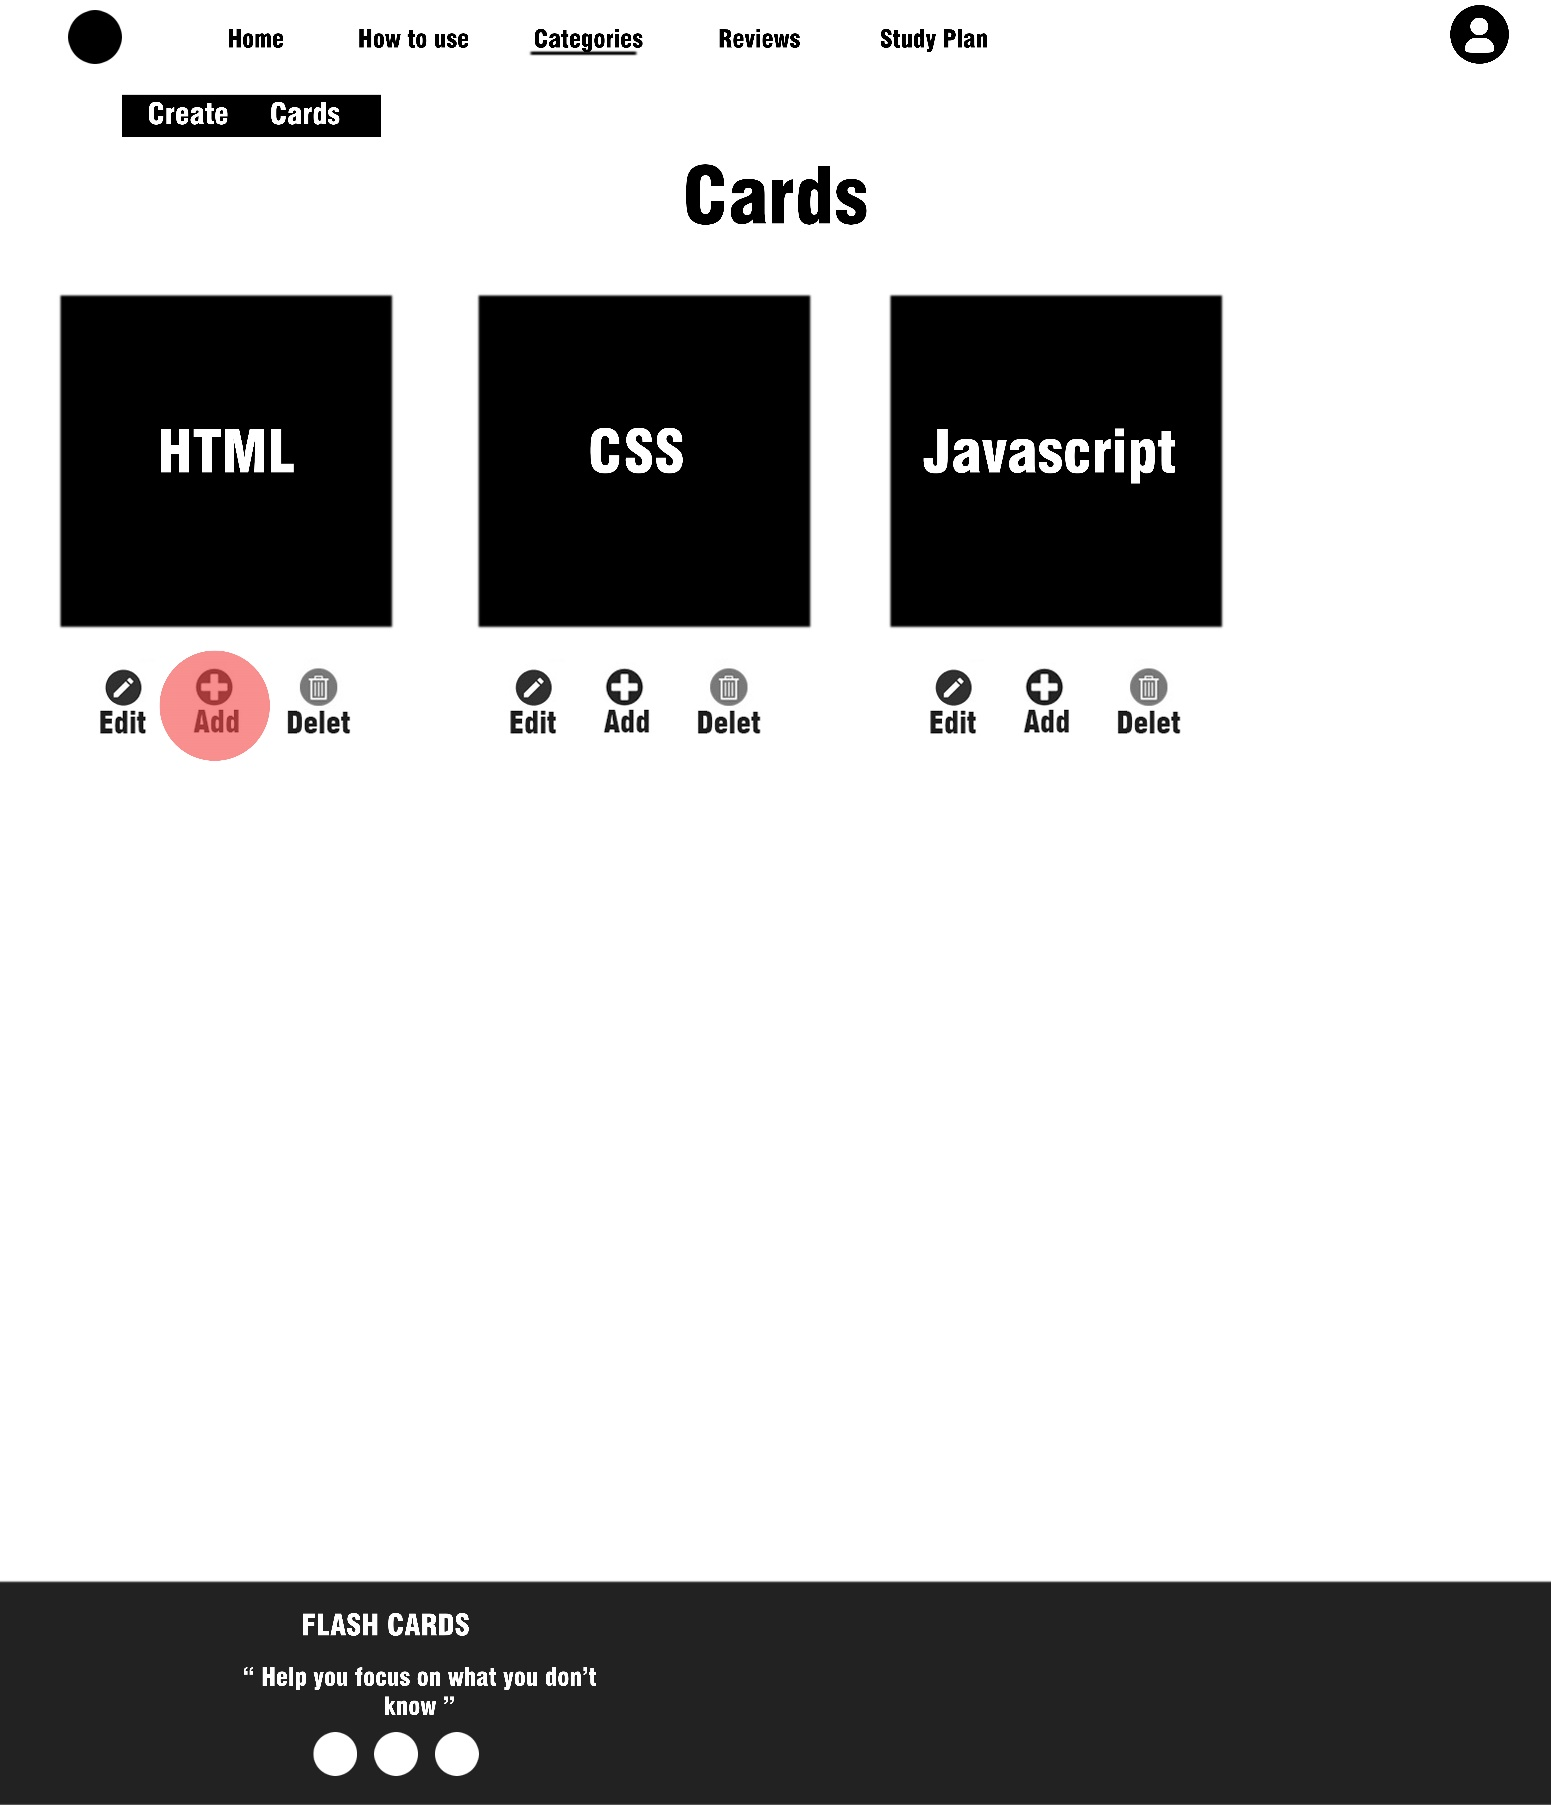 Home How to use Categories Reviews Study Plan
Create Cards
Cards
HTML CSS Javascript
Edit Add Delet Edit Add Delet Edit Add Delet
FLASH CARDS
“ Help you focus on what you don’t
know ”